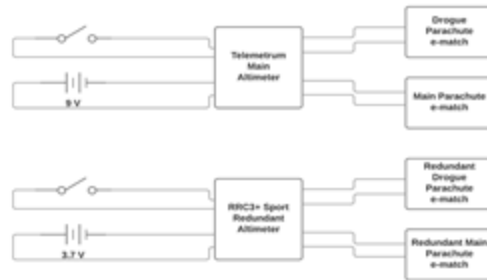 Drogue
Parachute
e-match
Telemetrum
Main
Altimeter
9 V
Main Parachute
e-match
Redundant
Drogue
Parachute
e-match
RRC3+ Sport
Redundant
Altimeter
3.7 V
Redundant Main
Parachute
e-match